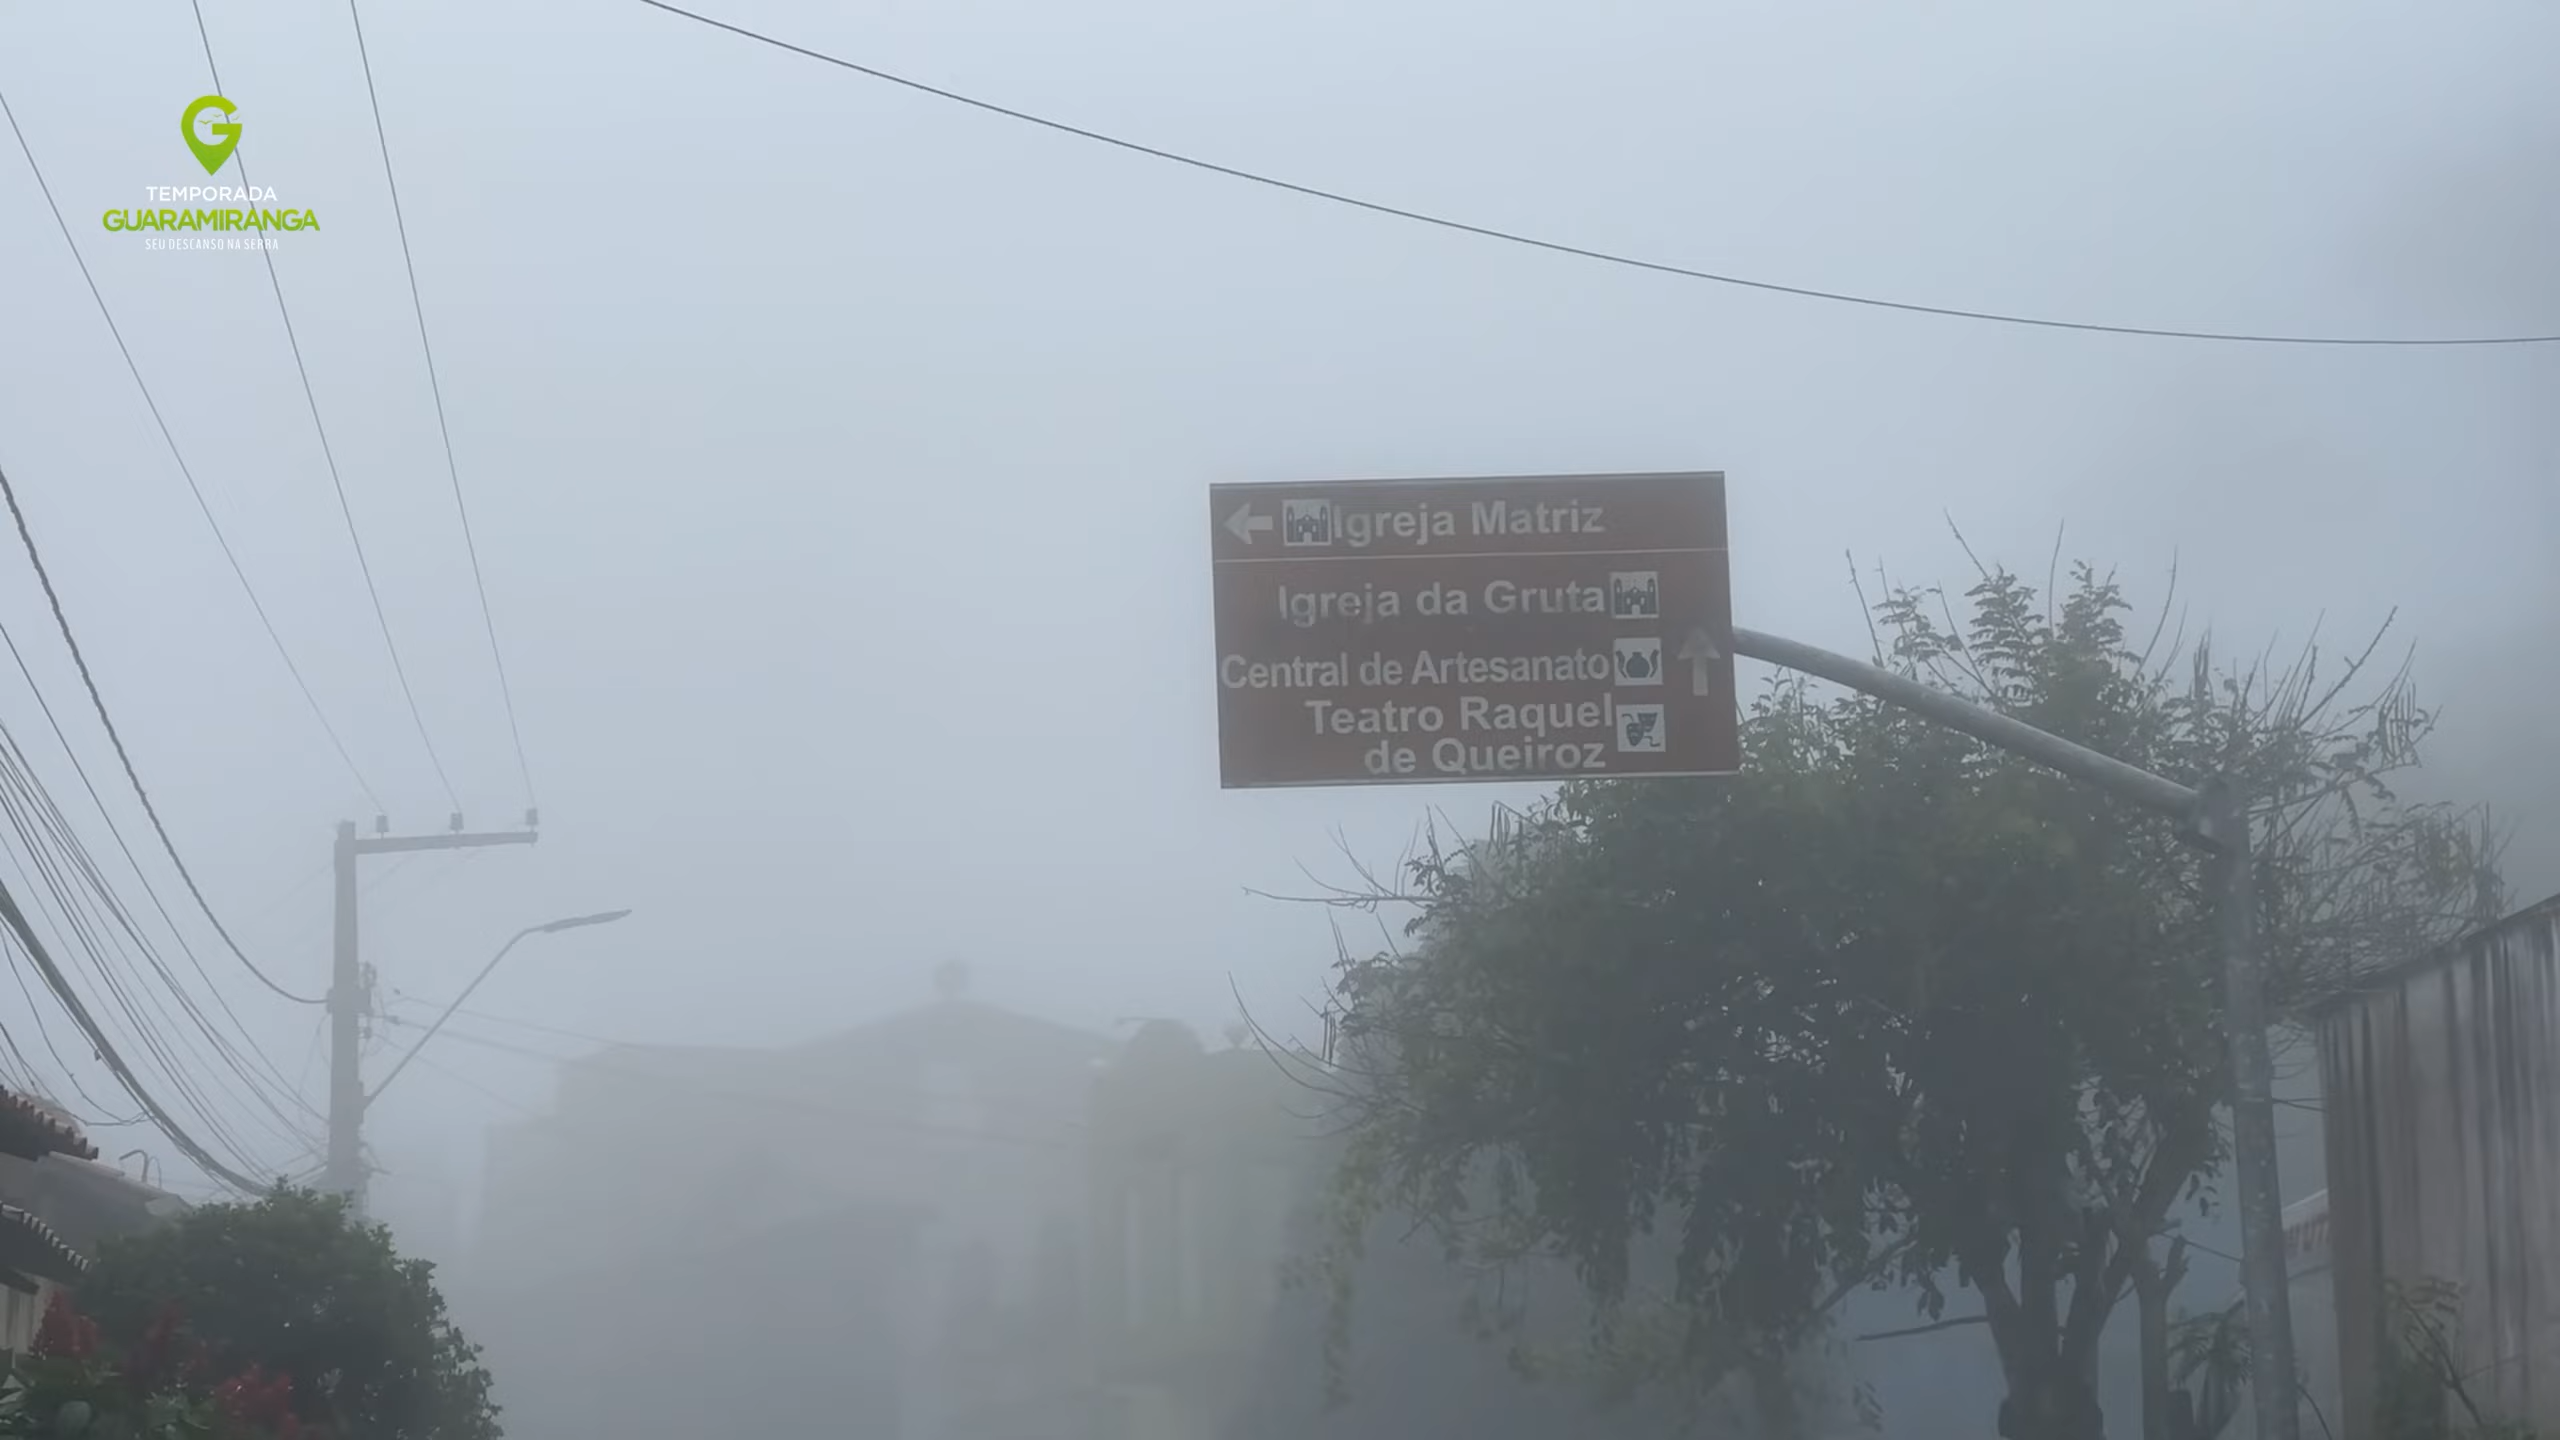 TEMPORADA
GUARAMIRANGA
SEU DESCANSO NA SERRA
Igreja Matriz
Igreja da Gruta
Central de Artesanato
Teatro Raquel
de Queiroz